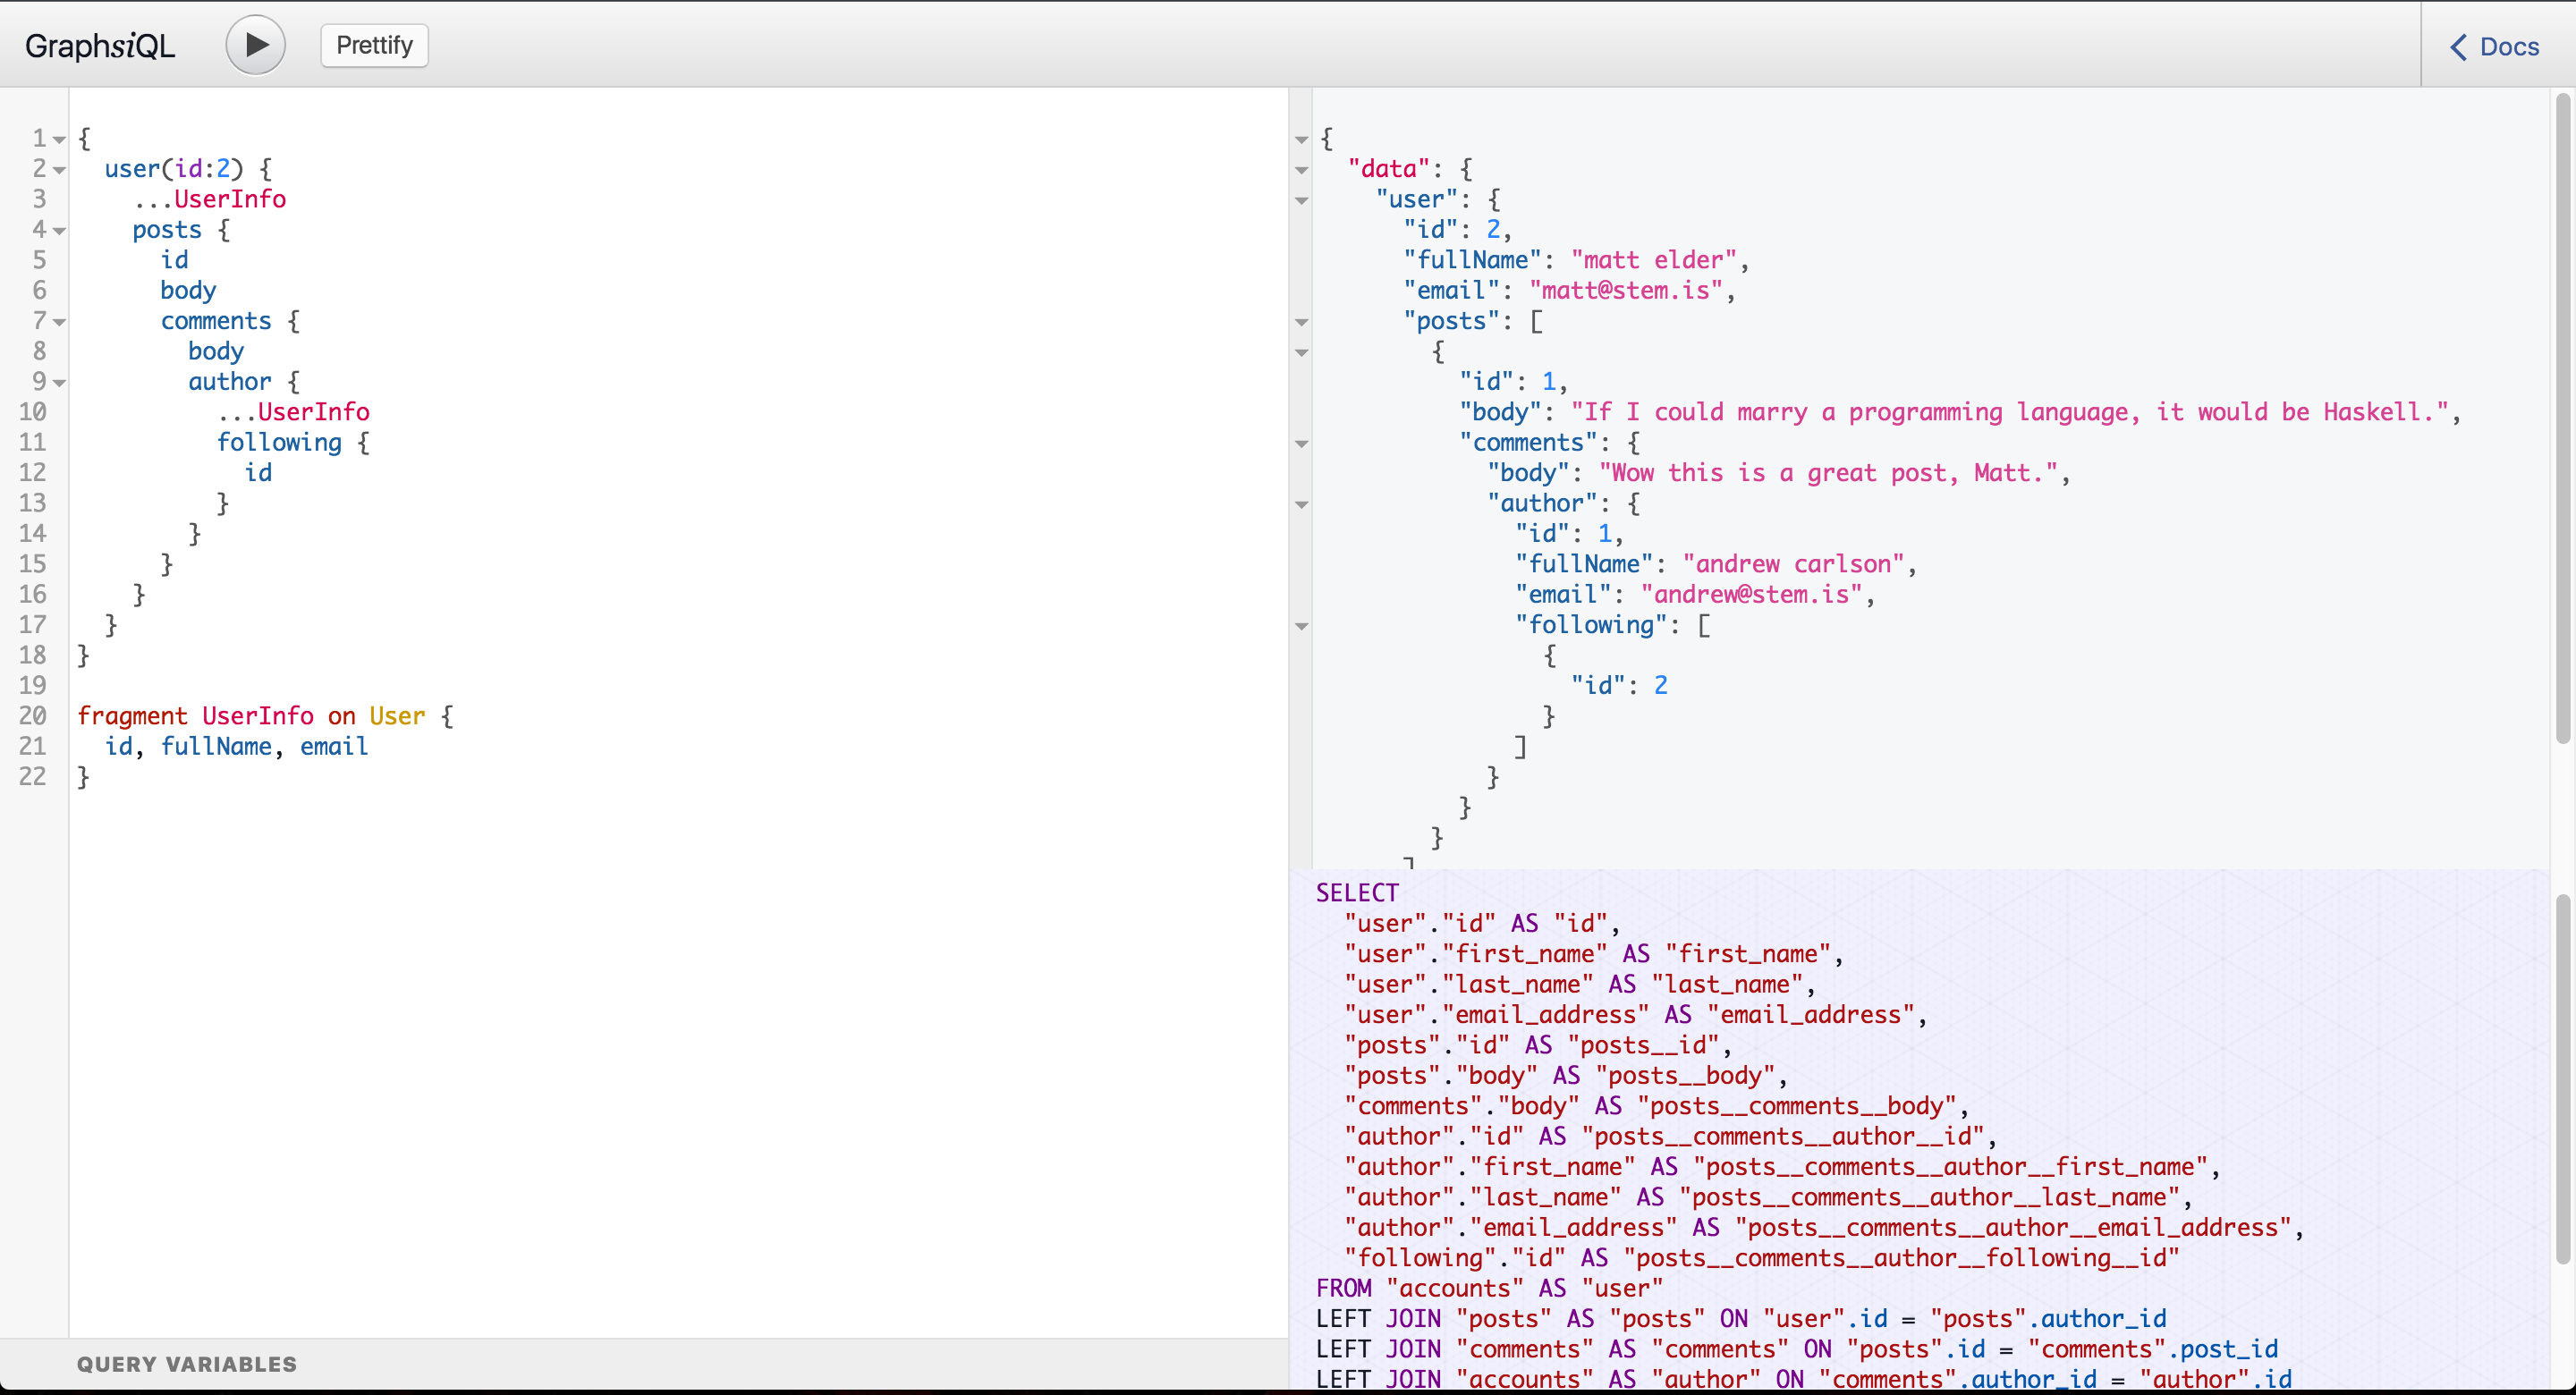 GraphsiQL
Prettify
Docs
1 {
2   user(id:2) {
3     ...UserInfo
4     posts {
5       id
6       body
7       comments {
8         body
9         author {
10           ...UserInfo
11           following {
12             id
13           }
14         }
15       }
16     }
17   }
18 }
19
20 fragment UserInfo on User {
21   id, fullName, email
22 }
QUERY VARIABLES
{
  "data": {
    "user": {
      "id": 2,
      "fullName": "matt elder",
      "email": "matt@stem.is",
      "posts": [
        {
          "id": 1,
          "body": "If I could marry a programming language, it would be Haskell.",
          "comments": {
            "body": "Wow this is a great post, Matt.",
            "author": {
              "id": 1,
              "fullName": "andrew carlson",
              "email": "andrew@stem.is",
              "following": [
                {
                  "id": 2
                }
              ]
            }
          }
        }
      ]
SELECT
  "user"."id" AS "id",
  "user"."first_name" AS "first_name",
  "user"."last_name" AS "last_name",
  "user"."email_address" AS "email_address",
  "posts"."id" AS "posts__id",
  "posts"."body" AS "posts__body",
  "comments"."body" AS "posts__comments__body",
  "author"."id" AS "posts__comments__author__id",
  "author"."first_name" AS "posts__comments__author__first_name",
  "author"."last_name" AS "posts__comments__author__last_name",
  "author"."email_address" AS "posts__comments__author__email_address",
  "following"."id" AS "posts__comments__author__following__id"
FROM "accounts" AS "user"
LEFT JOIN "posts" AS "posts" ON "user".id = "posts".author_id
LEFT JOIN "comments" AS "comments" ON "posts".id = "comments".post_id
LEFT JOIN "accounts" AS "author" ON "comments".author_id = "author".id